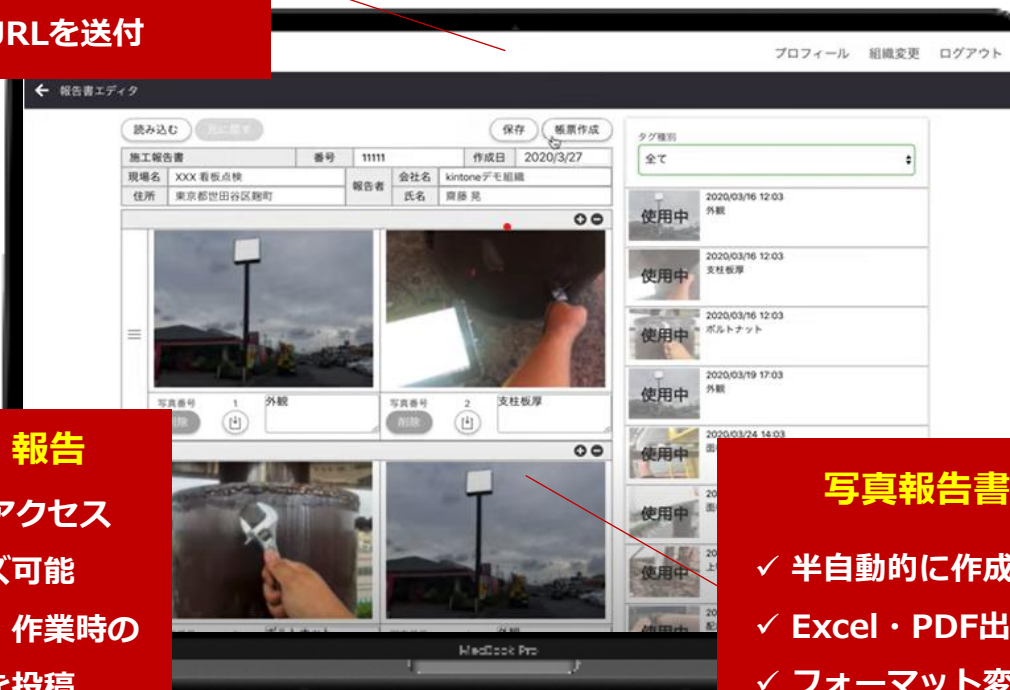 URLを送付
プロフィール 組織変更 ログアウト
← 報告書エディタ
読み込む 元に戻す 保存 帳票作成
施工報告書 番号 11111 作成日 2020/3/27
現場名 XXX 看板点検 報告者 会社名 kintoneデモ組織
住所 東京都世田谷区麹町 氏名 齋藤 晃
タグ種別
全て
使用中 2020/03/16 12:03
外観
使用中 2020/03/16 12:03
支柱板厚
使用中 2020/03/16 12:03
ボルトナット
使用中 2020/03/19 17:03
外観
使用中 2020/03/24 14:03
使用中
使用中
使用中
写真番号 1 外観
削除
写真番号 2 支柱板厚
削除
報告
アクセス
ズ可能
作業時の
を投稿
写真報告書
✓ 半自動的に作成
✓ Excel・PDF出
✓ フォーマット変
MacBook Pro